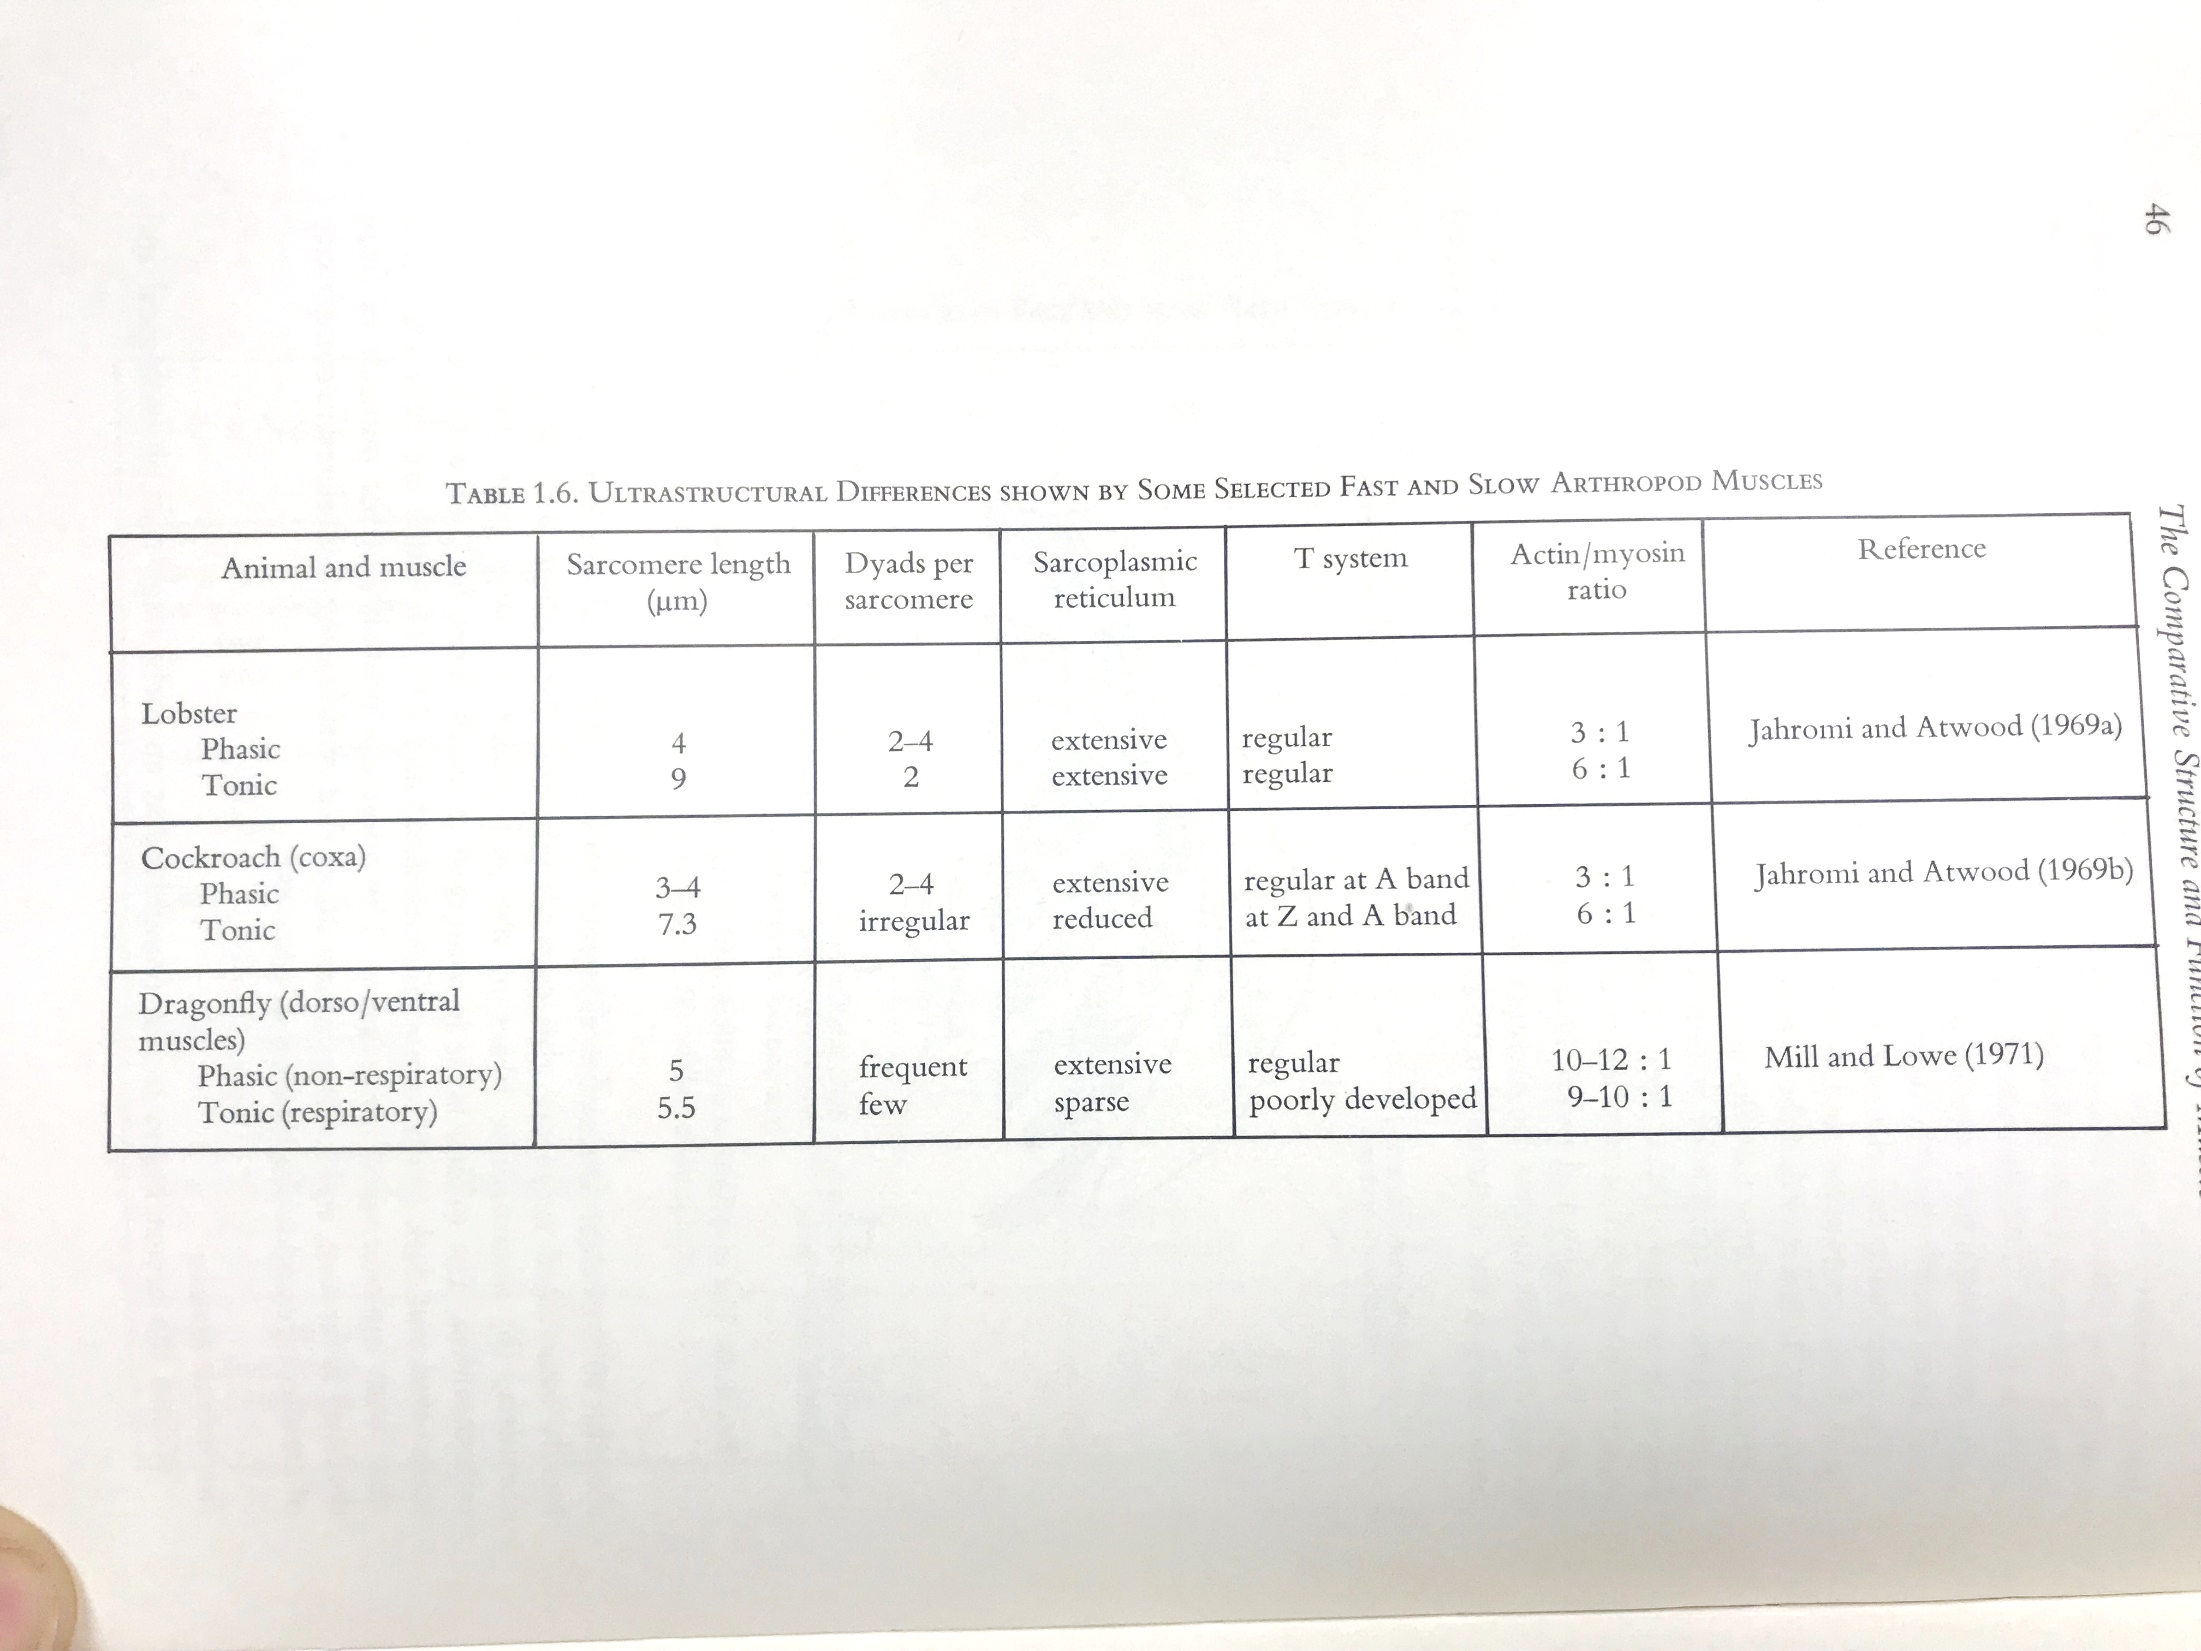 46
The Comparative Structure and Function of
TABLE 1.6. ULTRASTRUCTURAL DIFFERENCES SHOWN BY SOME SELECTED FAST AND SLOW ARTHROPOD MUSCLES
Animal and muscle Sarcomere length (μm) Dyads per sarcomere Sarcoplasmic reticulum T system Actin/myosin ratio Reference
Lobster
Phasic 4 2–4 extensive regular 3 : 1 Jahromi and Atwood (1969a)
Tonic 9 2 extensive regular 6 : 1
Cockroach (coxa)
Phasic 3–4 2–4 extensive regular at A band 3 : 1 Jahromi and Atwood (1969b)
Tonic 7.3 irregular reduced at Z and A band 6 : 1
Dragonfly (dorso/ventral
muscles)
Phasic (non-respiratory) 5 frequent extensive regular 10–12 : 1 Mill and Lowe (1971)
Tonic (respiratory) 5.5 few sparse poorly developed 9–10 : 1